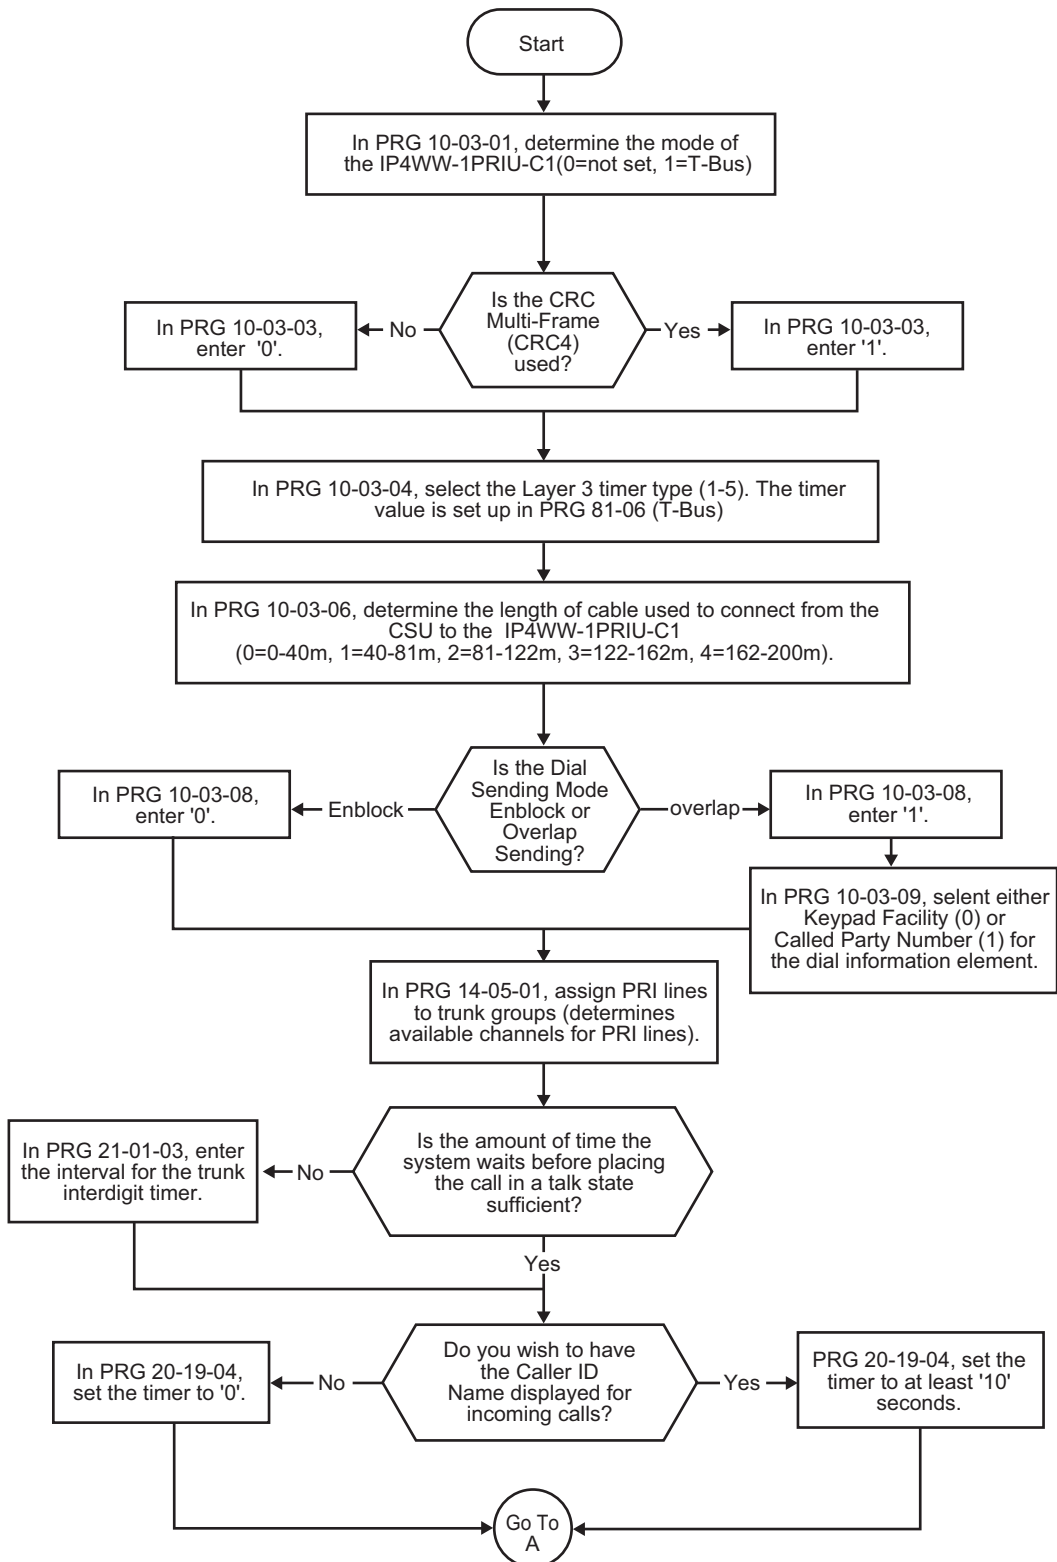 Start
In PRG 10-03-01, determine the mode of
the IP4WW-1PRIU-C1(0=not set, 1=T-Bus)
Is the CRC
Multi-Frame
(CRC4)
used?
No
Yes
In PRG 10-03-03,
enter '0'.
In PRG 10-03-03,
enter '1'.
In PRG 10-03-04, select the Layer 3 timer type (1-5). The timer
value is set up in PRG 81-06 (T-Bus)
In PRG 10-03-06, determine the length of cable used to connect from the
CSU to the IP4WW-1PRIU-C1
(0=0-40m, 1=40-81m, 2=81-122m, 3=122-162m, 4=162-200m).
Is the Dial
Sending Mode
Enblock or
Overlap
Sending?
Enblock
overlap
In PRG 10-03-08,
enter '0'.
In PRG 10-03-08,
enter '1'.
In PRG 10-03-09, selent either
Keypad Facility (0) or
Called Party Number (1) for
the dial information element.
In PRG 14-05-01, assign PRI lines
to trunk groups (determines
available channels for PRI lines).
Is the amount of time the
system waits before placing
the call in a talk state
sufficient?
No
In PRG 21-01-03, enter
the interval for the trunk
interdigit timer.
Yes
Do you wish to have
the Caller ID
Name displayed for
incoming calls?
No
Yes
In PRG 20-19-04,
set the timer to '0'.
PRG 20-19-04, set the
timer to at least '10'
seconds.
Go To
A